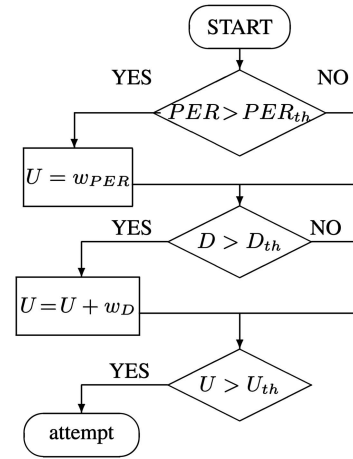 START
YES
NO
PER > PER_th
U = w_PER
YES
D > D_th
NO
U = U + w_D
YES
U > U_th
attempt